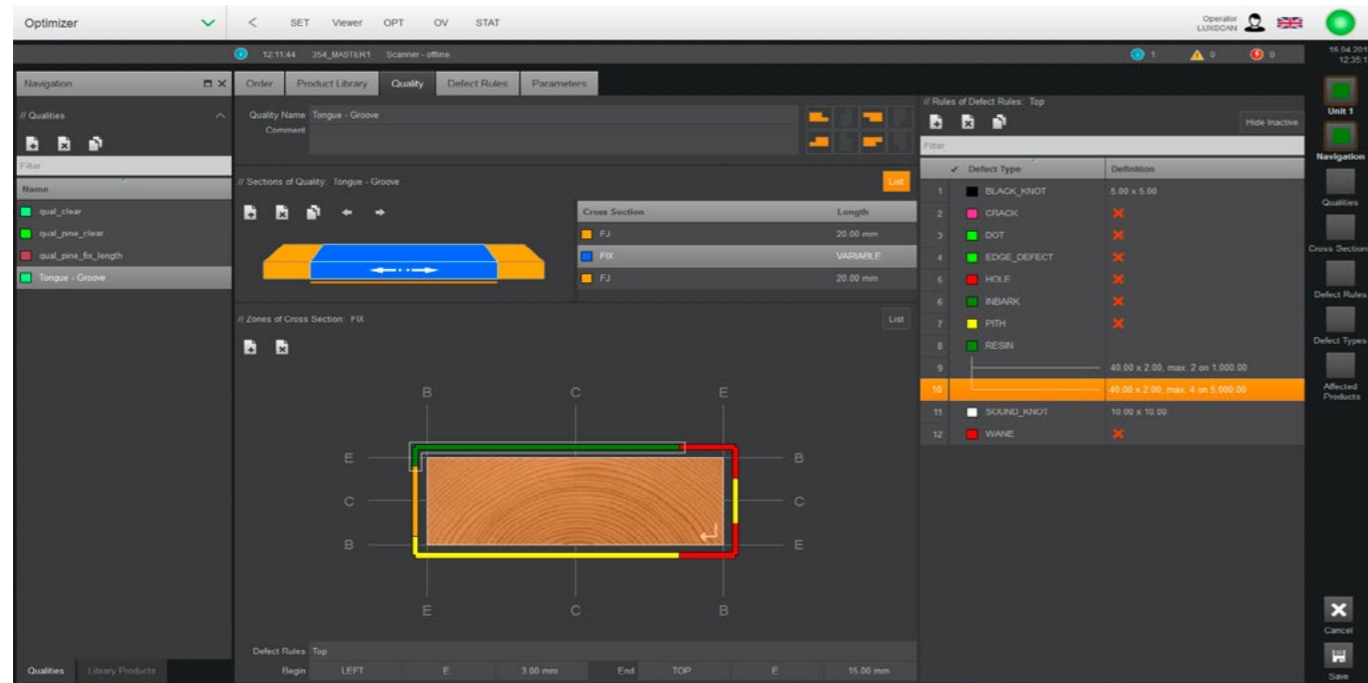 Optimizer
< SET Viewer OPT OV STAT
Operator
LUXSCAN
12:11:44 354_MASTER1 Scanner - offline
1 0 0
16.04.201
12:35:1
Navigation
Order Product Library Quality Defect Rules Parameters
// Qualities
Filter
Name
qual_clear
qual_pine_clear
qual_pine_fix_length
Tongue - Groove
Qualities Library Products
Quality Name Tongue - Groove
Comment
// Sections of Quality: Tongue - Groove
List
Cross Section Length
FJ 20.00 mm
FIX VARIABLE
FJ 20.00 mm
// Zones of Cross Section: FIX
List
B C E
E B
C C
B E
E C B
Defect Rules Top
Begin LEFT E 3.00 mm End TOP E 15.00 mm
// Rules of Defect Rules: Top
Hide Inactive
Filter
Defect Type Definition
1 BLACK_KNOT 5.00 x 5.00
2 CRACK
3 DOT
4 EDGE_DEFECT
5 HOLE
6 INBARK
7 PITH
8 RESIN
9 40.00 x 2.00, max. 2 on 1,000.00
10 40.00 x 2.00, max. 4 on 5,000.00
11 SOUND_KNOT 10.00 x 10.00
12 WANE
Unit 1
Navigation
Qualities
Cross Section
Defect Rules
Defect Types
Affected
Products
Cancel
Save